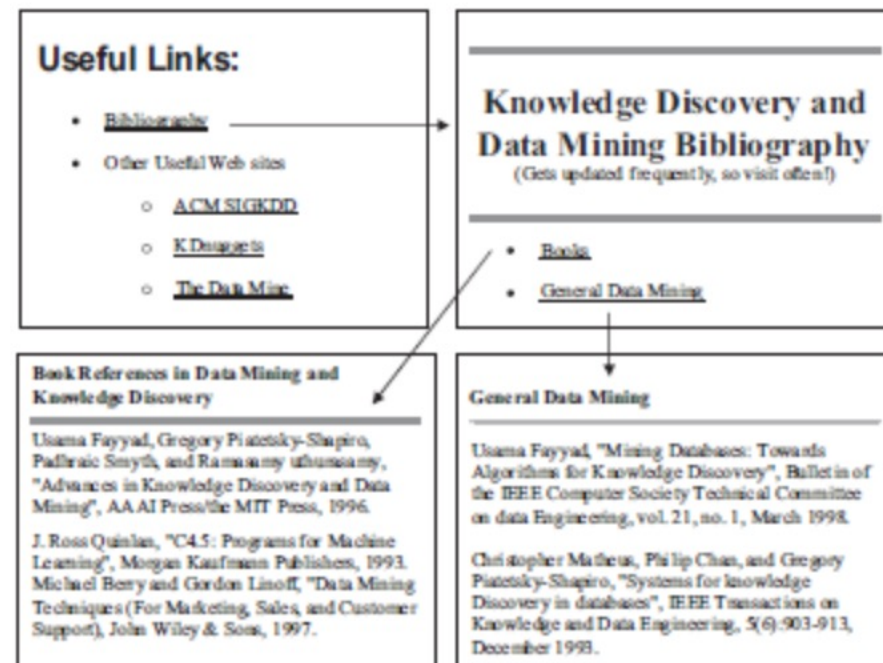 Useful Links:
• Bibliography
• Other Useful Web sites
o ACM SIGKDD
o KDnuggets
o The Data Mine
Knowledge Discovery and
Data Mining Bibliography
(Gets updated frequently, so visit often!)
• Books
• General Data Mining
Book References in Data Mining and
Knowledge Discovery
Usama Fayyad, Gregory Piatetsky-Shapiro,
Padhraic Smyth, and Ramasamy uthurusamy,
"Advances in Knowledge Discovery and Data
Mining", AAAI Press/the MIT Press, 1996.
J. Ross Quinlan, "C4.5: Programs for Machine
Learning", Morgan Kaufmann Publishers, 1993.
Michael Berry and Gordon Linoff, "Data Mining
Techniques (For Marketing, Sales, and Customer
Support), John Wiley & Sons, 1997.
General Data Mining
Usama Fayyad, "Mining Databases: Towards
Algorithms for Knowledge Discovery", Bulletin of
the IEEE Computer Society Technical Committee
on data Engineering, vol. 21, no. 1, March 1998.
Christopher Matheus, Philip Chan, and Gregory
Piatetsky-Shapiro, "Systems for knowledge
Discovery in databases", IEEE Transactions on
Knowledge and Data Engineering, 5(6):903-913,
December 1993.